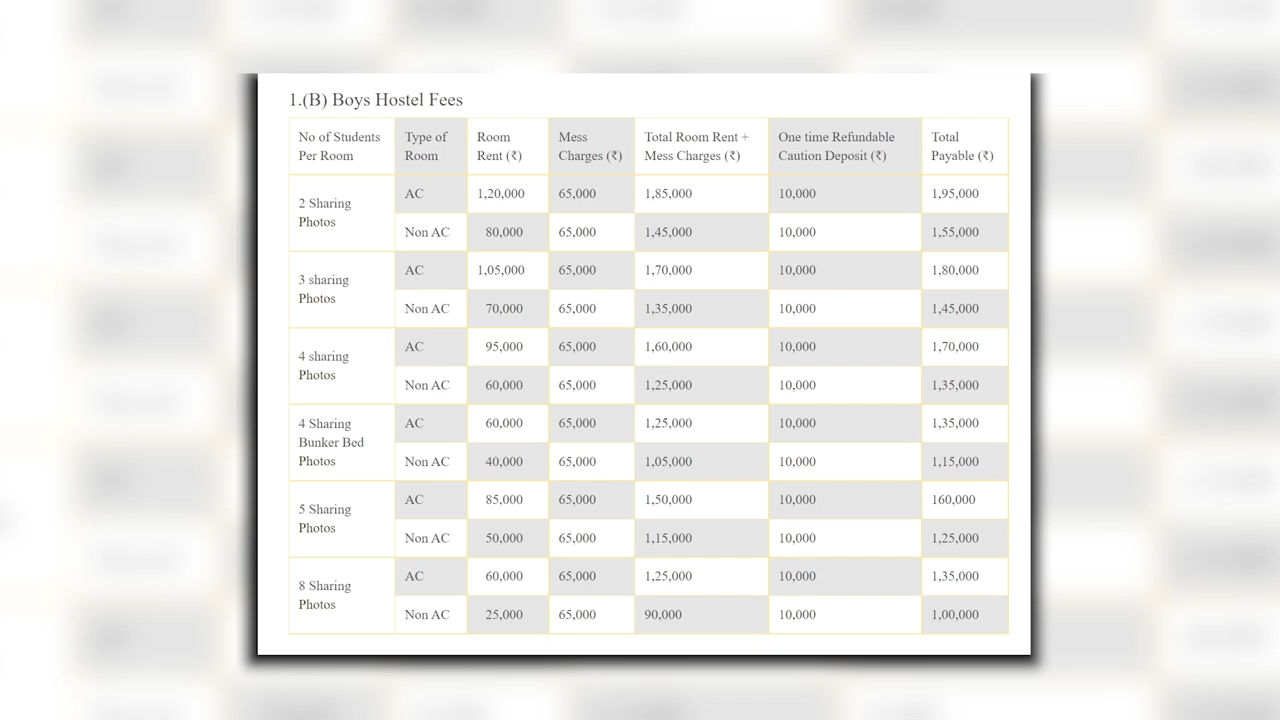 1.(B) Boys Hostel Fees
No of Students Per Room | Type of Room | Room Rent (₹) | Mess Charges (₹) | Total Room Rent + Mess Charges (₹) | One time Refundable Caution Deposit (₹) | Total Payable (₹)
2 Sharing Photos | AC | 1,20,000 | 65,000 | 1,85,000 | 10,000 | 1,95,000
Non AC | 80,000 | 65,000 | 1,45,000 | 10,000 | 1,55,000
3 sharing Photos | AC | 1,05,000 | 65,000 | 1,70,000 | 10,000 | 1,80,000
Non AC | 70,000 | 65,000 | 1,35,000 | 10,000 | 1,45,000
4 sharing Photos | AC | 95,000 | 65,000 | 1,60,000 | 10,000 | 1,70,000
Non AC | 60,000 | 65,000 | 1,25,000 | 10,000 | 1,35,000
4 Sharing Bunker Bed Photos | AC | 60,000 | 65,000 | 1,25,000 | 10,000 | 1,35,000
Non AC | 40,000 | 65,000 | 1,05,000 | 10,000 | 1,15,000
5 Sharing Photos | AC | 85,000 | 65,000 | 1,50,000 | 10,000 | 160,000
Non AC | 50,000 | 65,000 | 1,15,000 | 10,000 | 1,25,000
8 Sharing Photos | AC | 60,000 | 65,000 | 1,25,000 | 10,000 | 1,35,000
Non AC | 25,000 | 65,000 | 90,000 | 10,000 | 1,00,000